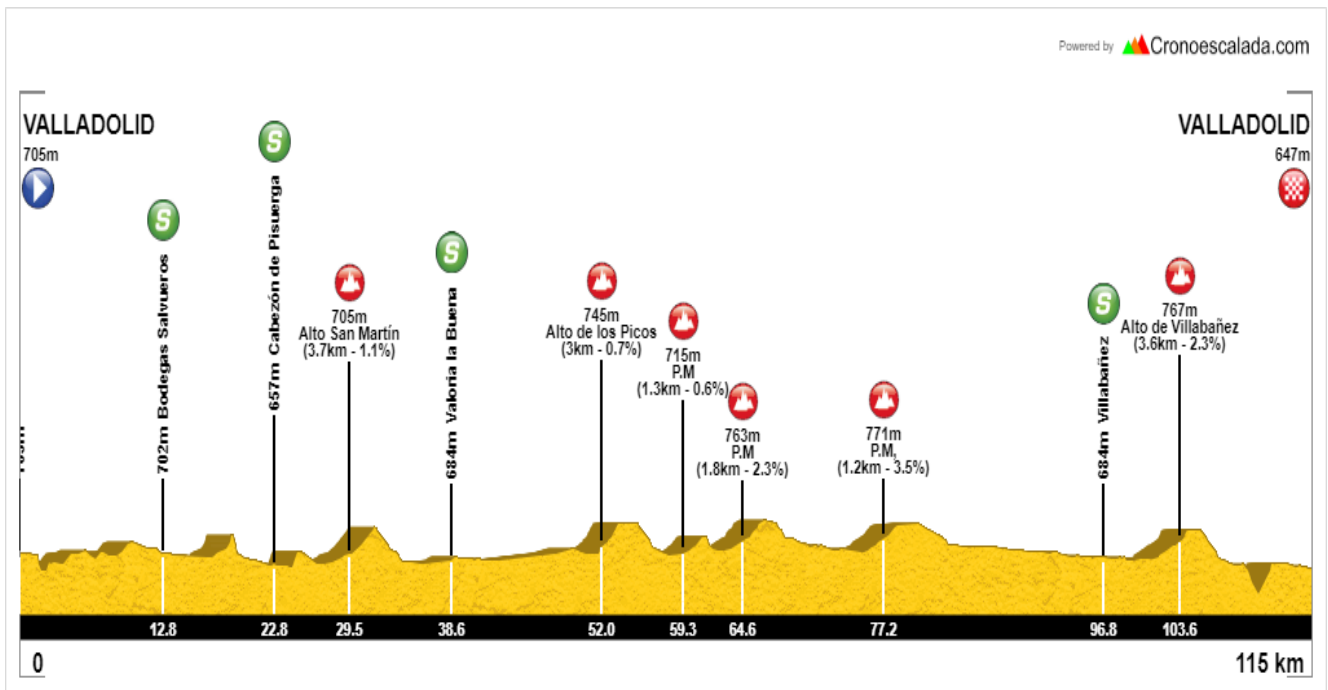 Powered by Cronoescalada.com
VALLADOLID
705m
VALLADOLID
647m
S
702m Bodegas Salvueros
S
657m Cabezón de Pisuerga
705m
Alto San Martín
(3.7km - 1.1%)
S
684m Valoria la Buena
745m
Alto de los Picos
(3km - 0.7%)
715m
P.M
(1.3km - 0.6%)
763m
P.M
(1.8km - 2.3%)
771m
P.M,
(1.2km - 3.5%)
S
684m Villabañez
767m
Alto de Villabañez
(3.6km - 2.3%)
12.8 22.8 29.5 38.6 52.0 59.3 64.6 77.2 96.8 103.6
0 115 km